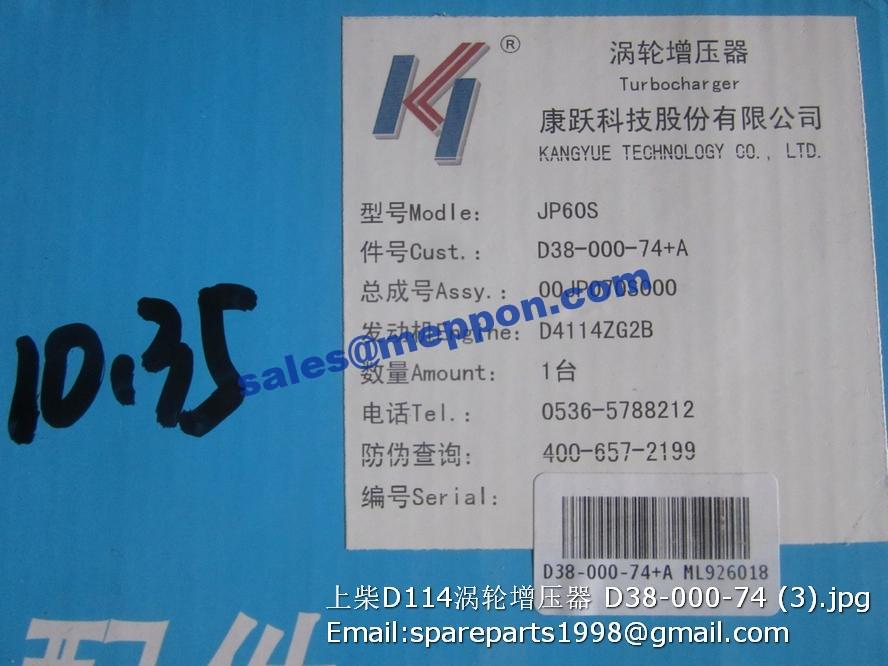 ®
涡轮增压器
Turbocharger
康跃科技股份有限公司
KANGYUE TECHNOLOGY CO., LTD.
型号Modle: JP60S
件号Cust.: D38-000-74+A
总成号Assy.: 00JP070S000
发动机Engine: D4114ZG2B
数量Amount: 1台
电话Tel.: 0536-5788212
防伪查询: 400-657-2199
编号Serial:
D38-000-74+A ML926018
10.35
sales@meppon.com
配件
上柴D114涡轮增压器 D38-000-74 (3).jpg
Email:spareparts1998@gmail.com